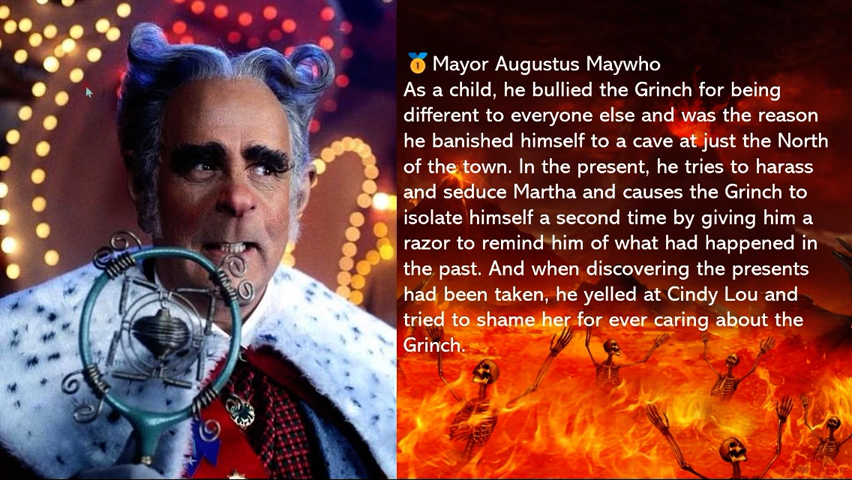 🥇 Mayor Augustus Maywho
As a child, he bullied the Grinch for being
different to everyone else and was the reason
he banished himself to a cave at just the North
of the town. In the present, he tries to harass
and seduce Martha and causes the Grinch to
isolate himself a second time by giving him a
razor to remind him of what had happened in
the past. And when discovering the presents
had been taken, he yelled at Cindy Lou and
tried to shame her for ever caring about the
Grinch.